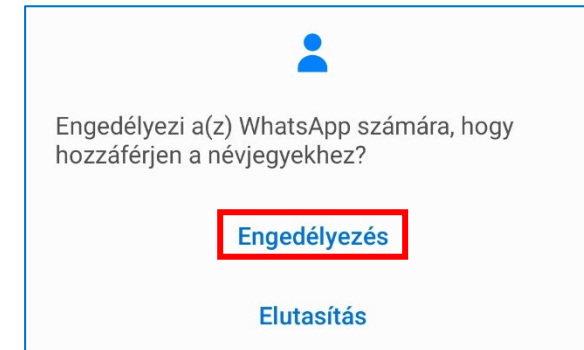 Engedélyezi a(z) WhatsApp számára, hogy
hozzáférjen a névjegyekhez?
Engedélyezés
Elutasítás